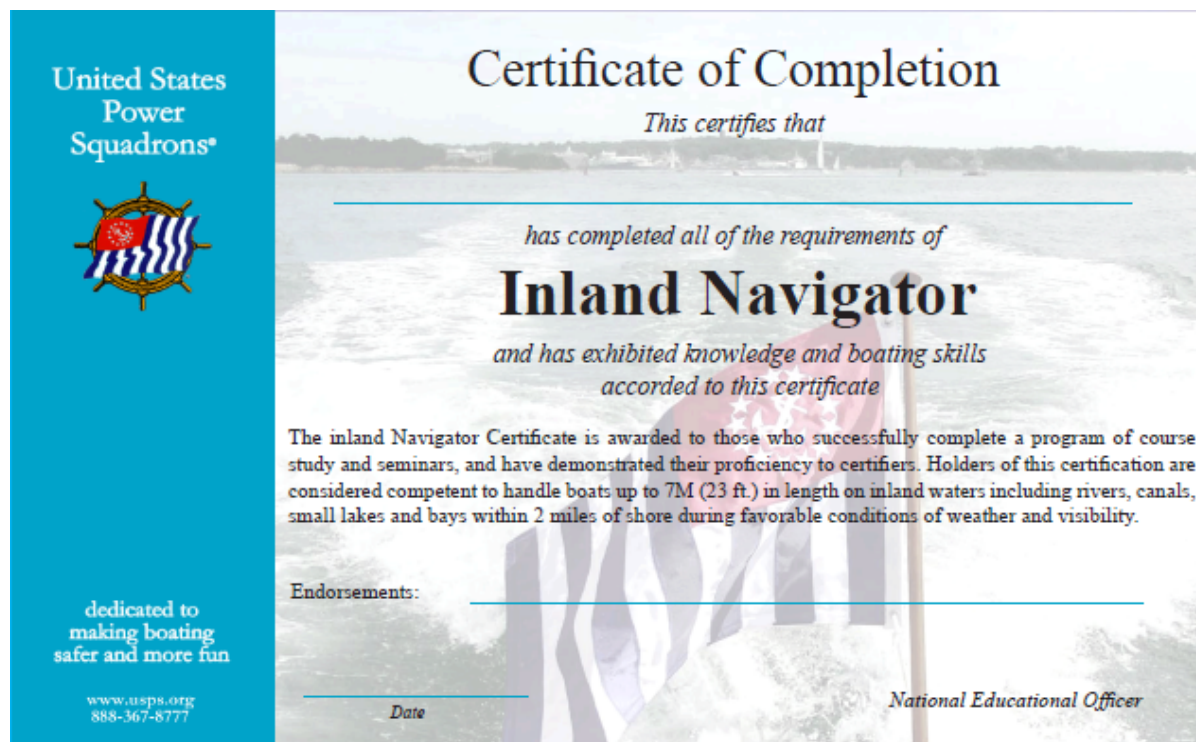 United States
Power
Squadrons®
dedicated to
making boating
safer and more fun
www.usps.org
888-367-8777
Certificate of Completion
This certifies that
has completed all of the requirements of
Inland Navigator
and has exhibited knowledge and boating skills
accorded to this certificate
The inland Navigator Certificate is awarded to those who successfully complete a program of course
study and seminars, and have demonstrated their proficiency to certifiers. Holders of this certification are
considered competent to handle boats up to 7M (23 ft.) in length on inland waters including rivers, canals,
small lakes and bays within 2 miles of shore during favorable conditions of weather and visibility.
Endorsements:
Date
National Educational Officer